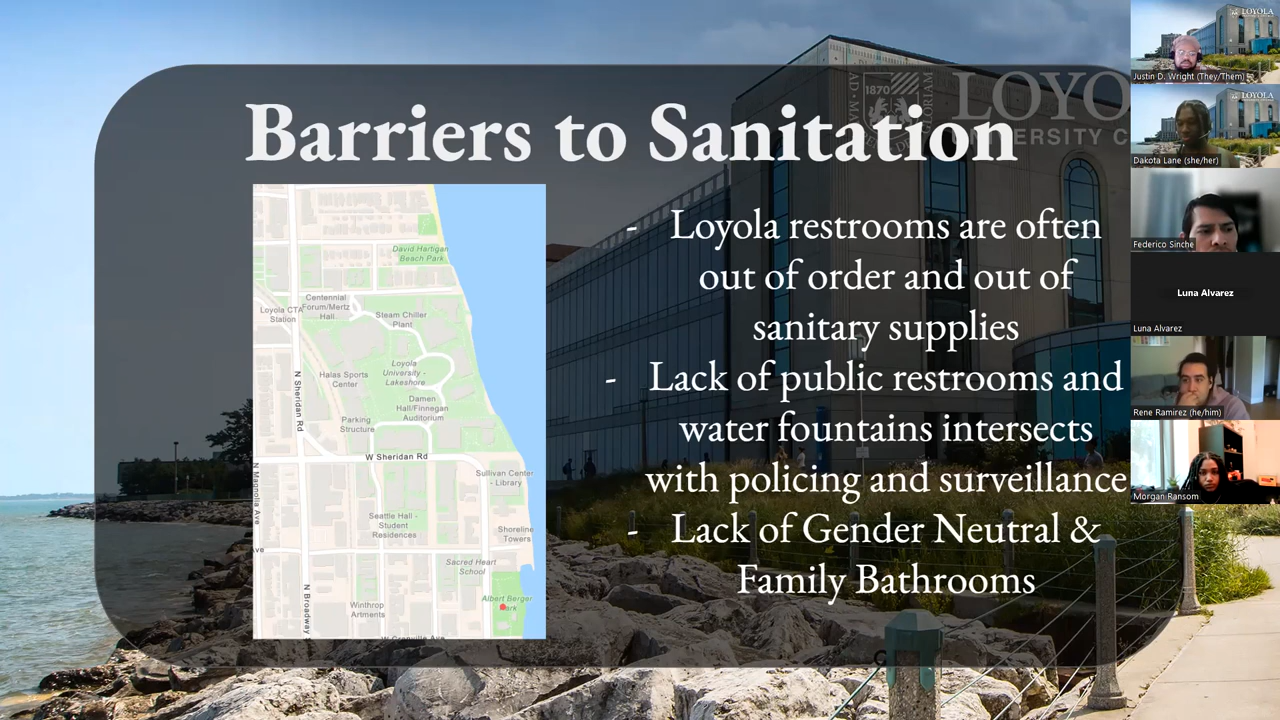 Barriers to Sanitation
- Loyola restrooms are often
out of order and out of
sanitary supplies
- Lack of public restrooms and
water fountains intersects
with policing and surveillance
- Lack of Gender Neutral &
Family Bathrooms
1870
LOYO
ERSITY C
David Hartigan
Beach Park
Centennial
Forum/Mertz
Hall
Loyola CTA
Station
Steam Chiller
Plant
Loyola
University -
Lakeshore
Halas Sports
Center
Damen
Hall/Finnegan
Auditorium
Parking
Structure
N Sheridan Rd
W Sheridan Rd
N Magnolia Ave
Sullivan Center
- Library
Seattle Hall -
Student
Residences
Shoreline
Towers
Ave
Sacred Heart
School
N Broadway
Winthrop
Artments
Albert Berger
Park
W Granville Ave
LOYOLA
Justin D. Wright (They/Them)
LOYOLA
Dakota Lane (she/her)
Federico Sinche
Luna Alvarez
Luna Alvarez
Rene Ramirez (he/him)
Morgan Ransom